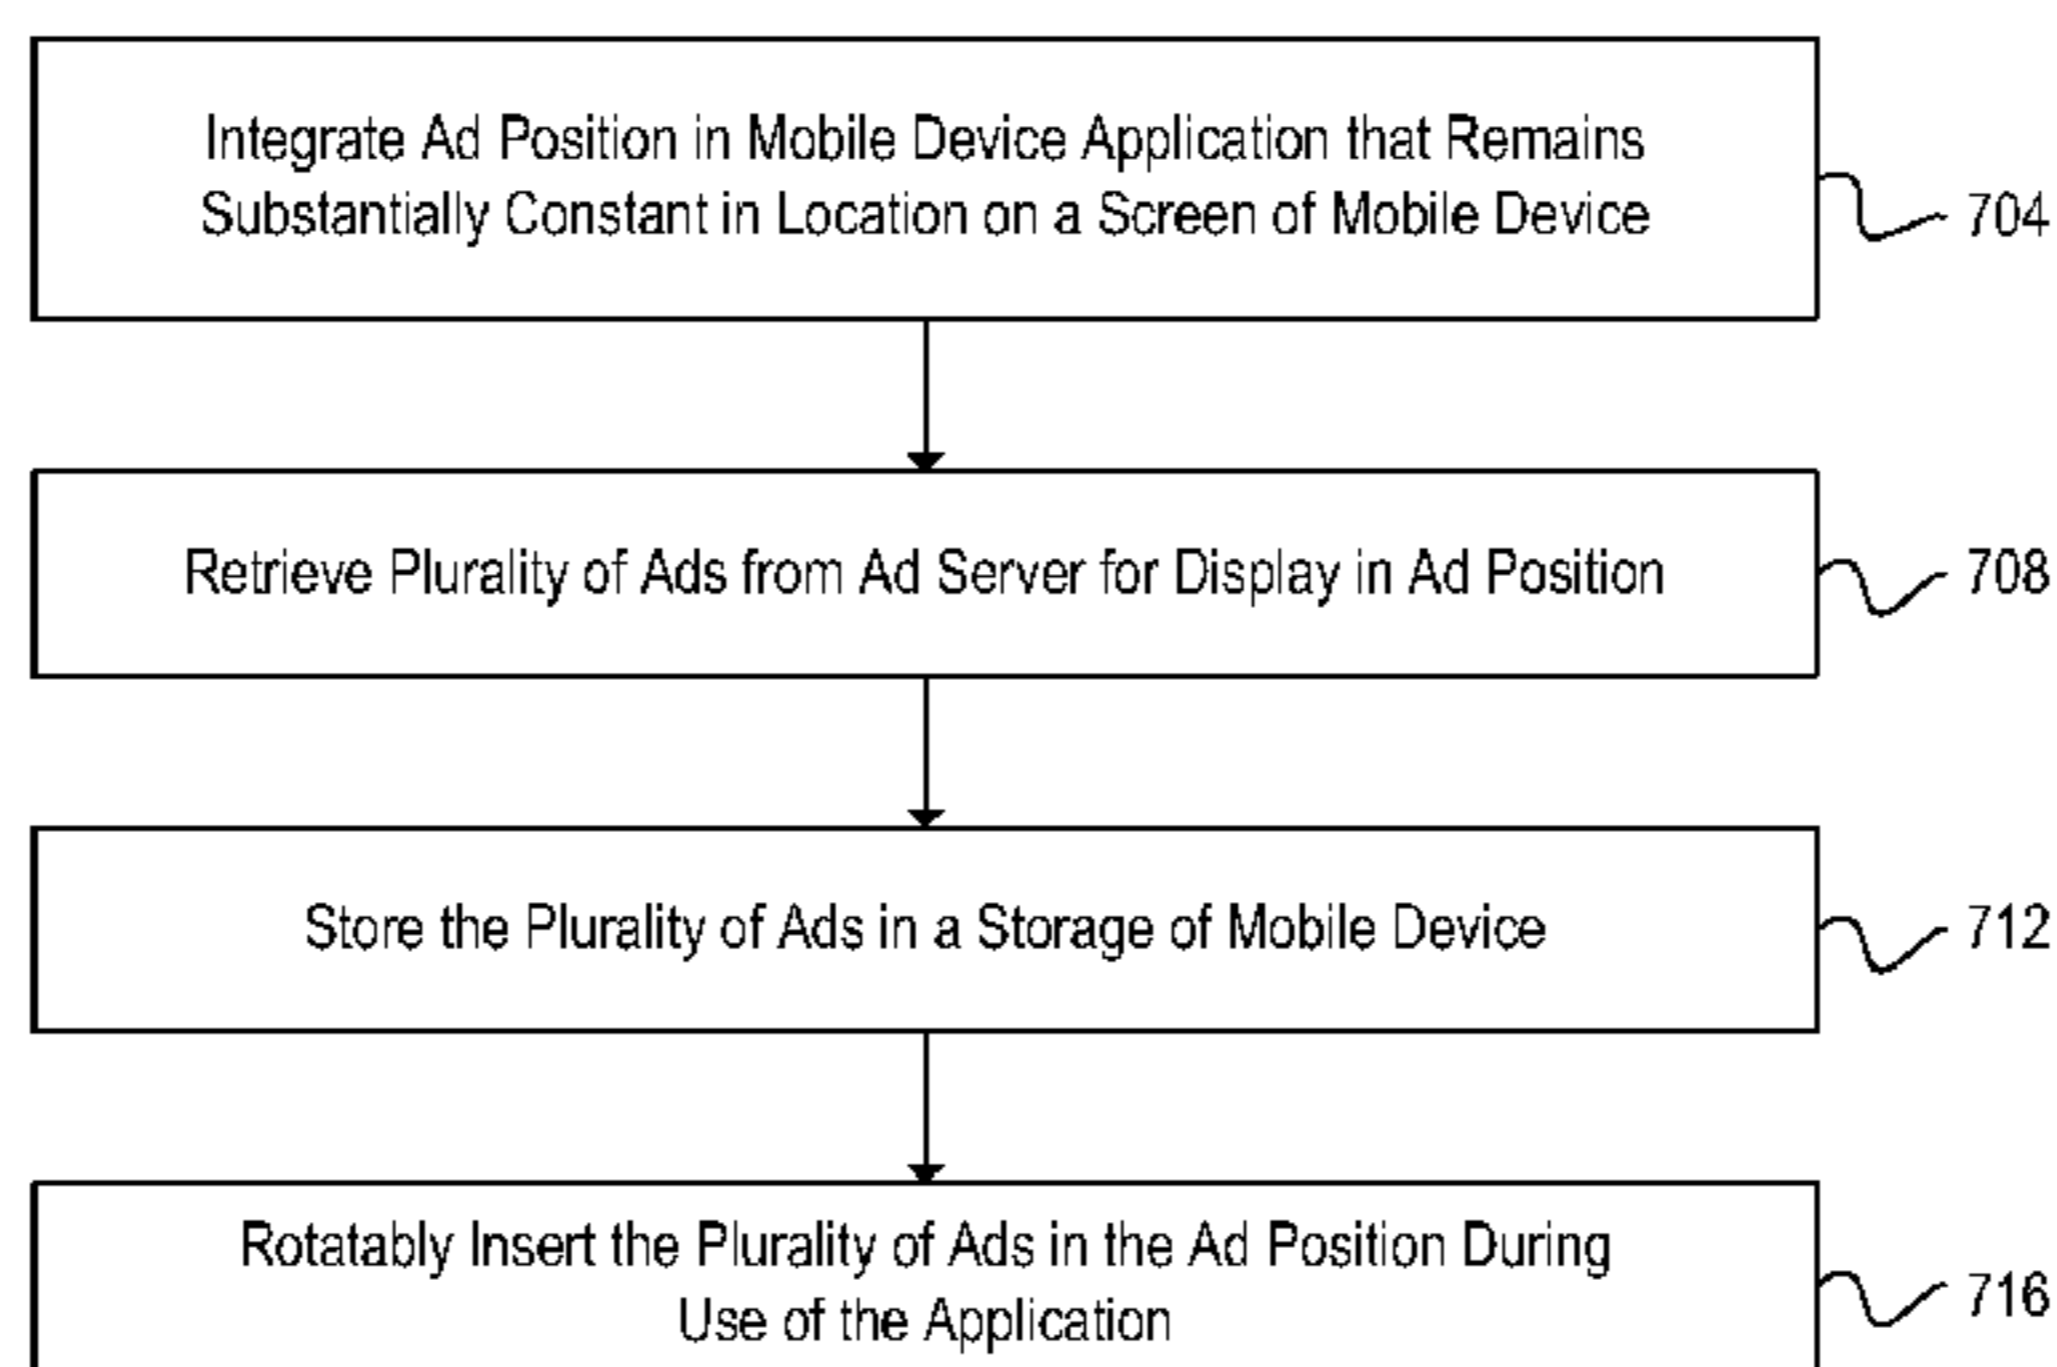 Integrate Ad Position in Mobile Device Application that Remains
Substantially Constant in Location on a Screen of Mobile Device
704
Retrieve Plurality of Ads from Ad Server for Display in Ad Position
708
Store the Plurality of Ads in a Storage of Mobile Device
712
Rotatably Insert the Plurality of Ads in the Ad Position During
Use of the Application
716